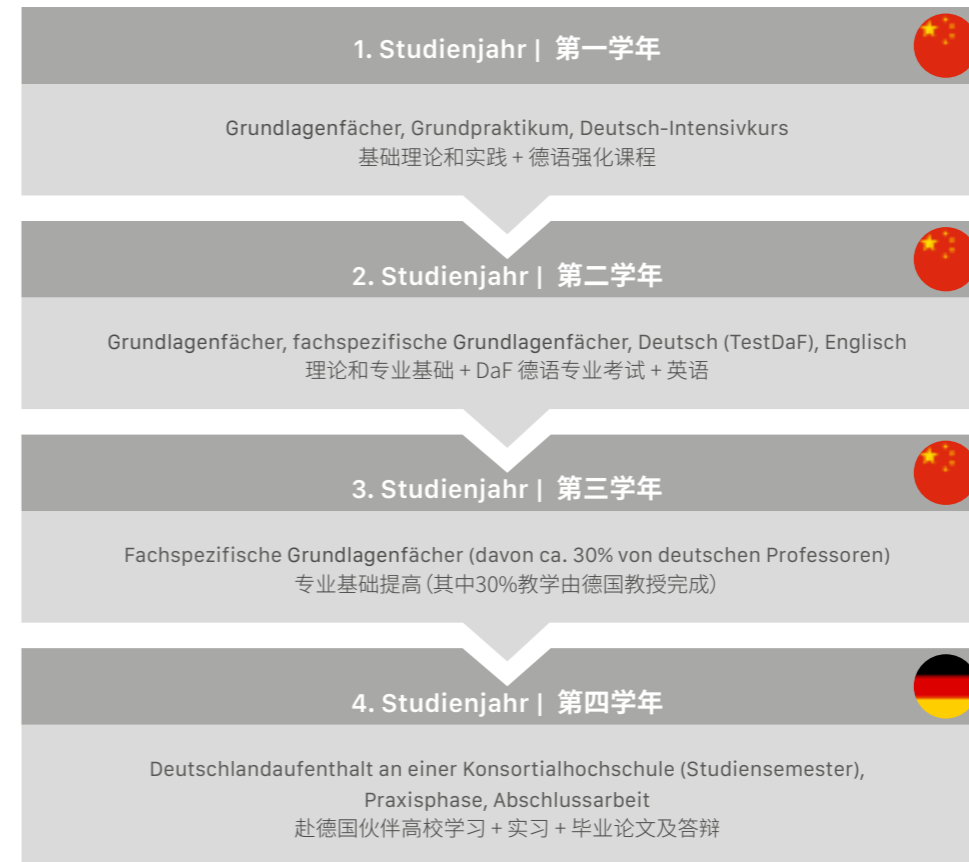 1. Studienjahr | 第一学年
Grundlagenfächer, Grundpraktikum, Deutsch-Intensivkurs
基础理论和实践 + 德语强化课程
2. Studienjahr | 第二学年
Grundlagenfächer, fachspezifische Grundlagenfächer, Deutsch (TestDaF), Englisch
理论和专业基础 + DaF 德语专业考试 + 英语
3. Studienjahr | 第三学年
Fachspezifische Grundlagenfächer (davon ca. 30% von deutschen Professoren)
专业基础提高（其中30%教学由德国教授完成）
4. Studienjahr | 第四学年
Deutschlandaufenthalt an einer Konsortialhochschule (Studiensemester),
Praxisphase, Abschlussarbeit
赴德国伙伴高校学习 + 实习 + 毕业论文及答辩